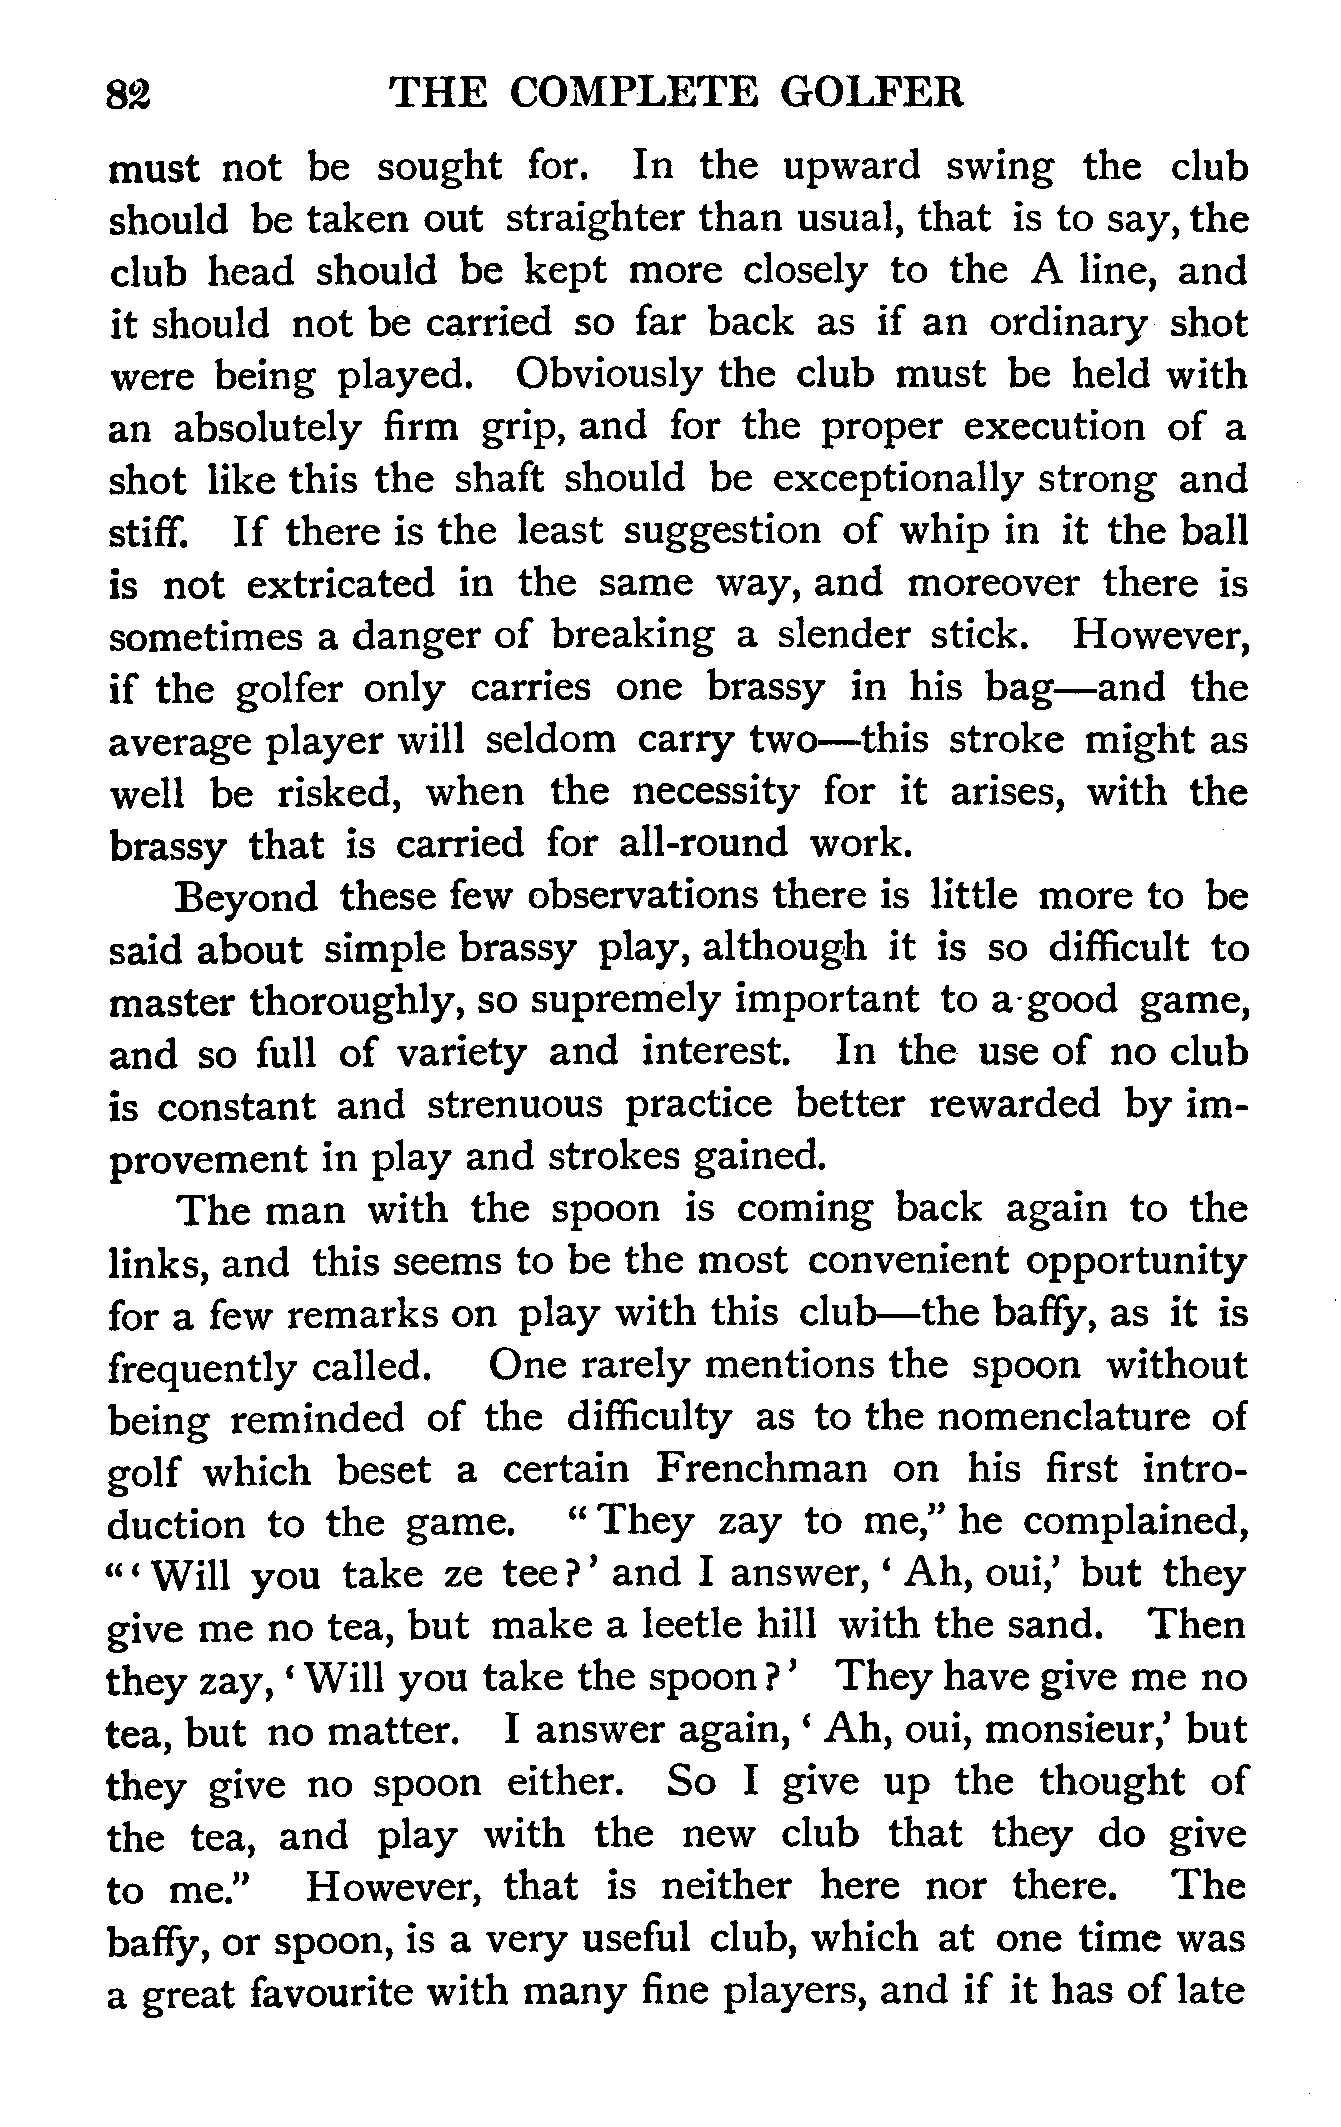 82 THE COMPLETE GOLFER
must not be sought for. In the upward swing the club
should be taken out straighter than usual, that is to say, the
club head should be kept more closely to the A line, and
it should not be carried so far back as if an ordinary shot
were being played. Obviously the club must be held with
an absolutely firm grip, and for the proper execution of a
shot like this the shaft should be exceptionally strong and
stiff. If there is the least suggestion of whip in it the ball
is not extricated in the same way, and moreover there is
sometimes a danger of breaking a slender stick. However,
if the golfer only carries one brassy in his bag—and the
average player will seldom carry two—this stroke might as
well be risked, when the necessity for it arises, with the
brassy that is carried for all-round work.
Beyond these few observations there is little more to be
said about simple brassy play, although it is so difficult to
master thoroughly, so supremely important to a good game,
and so full of variety and interest. In the use of no club
is constant and strenuous practice better rewarded by im-
provement in play and strokes gained.
The man with the spoon is coming back again to the
links, and this seems to be the most convenient opportunity
for a few remarks on play with this club—the baffy, as it is
frequently called. One rarely mentions the spoon without
being reminded of the difficulty as to the nomenclature of
golf which beset a certain Frenchman on his first intro-
duction to the game. “They zay to me,” he complained,
“‘Will you take ze tee?’ and I answer, ‘Ah, oui,’ but they
give me no tea, but make a leetle hill with the sand. Then
they zay, ‘Will you take the spoon?’ They have give me no
tea, but no matter. I answer again, ‘Ah, oui, monsieur,’ but
they give no spoon either. So I give up the thought of
the tea, and play with the new club that they do give
to me.” However, that is neither here nor there. The
baffy, or spoon, is a very useful club, which at one time was
a great favourite with many fine players, and if it has of late